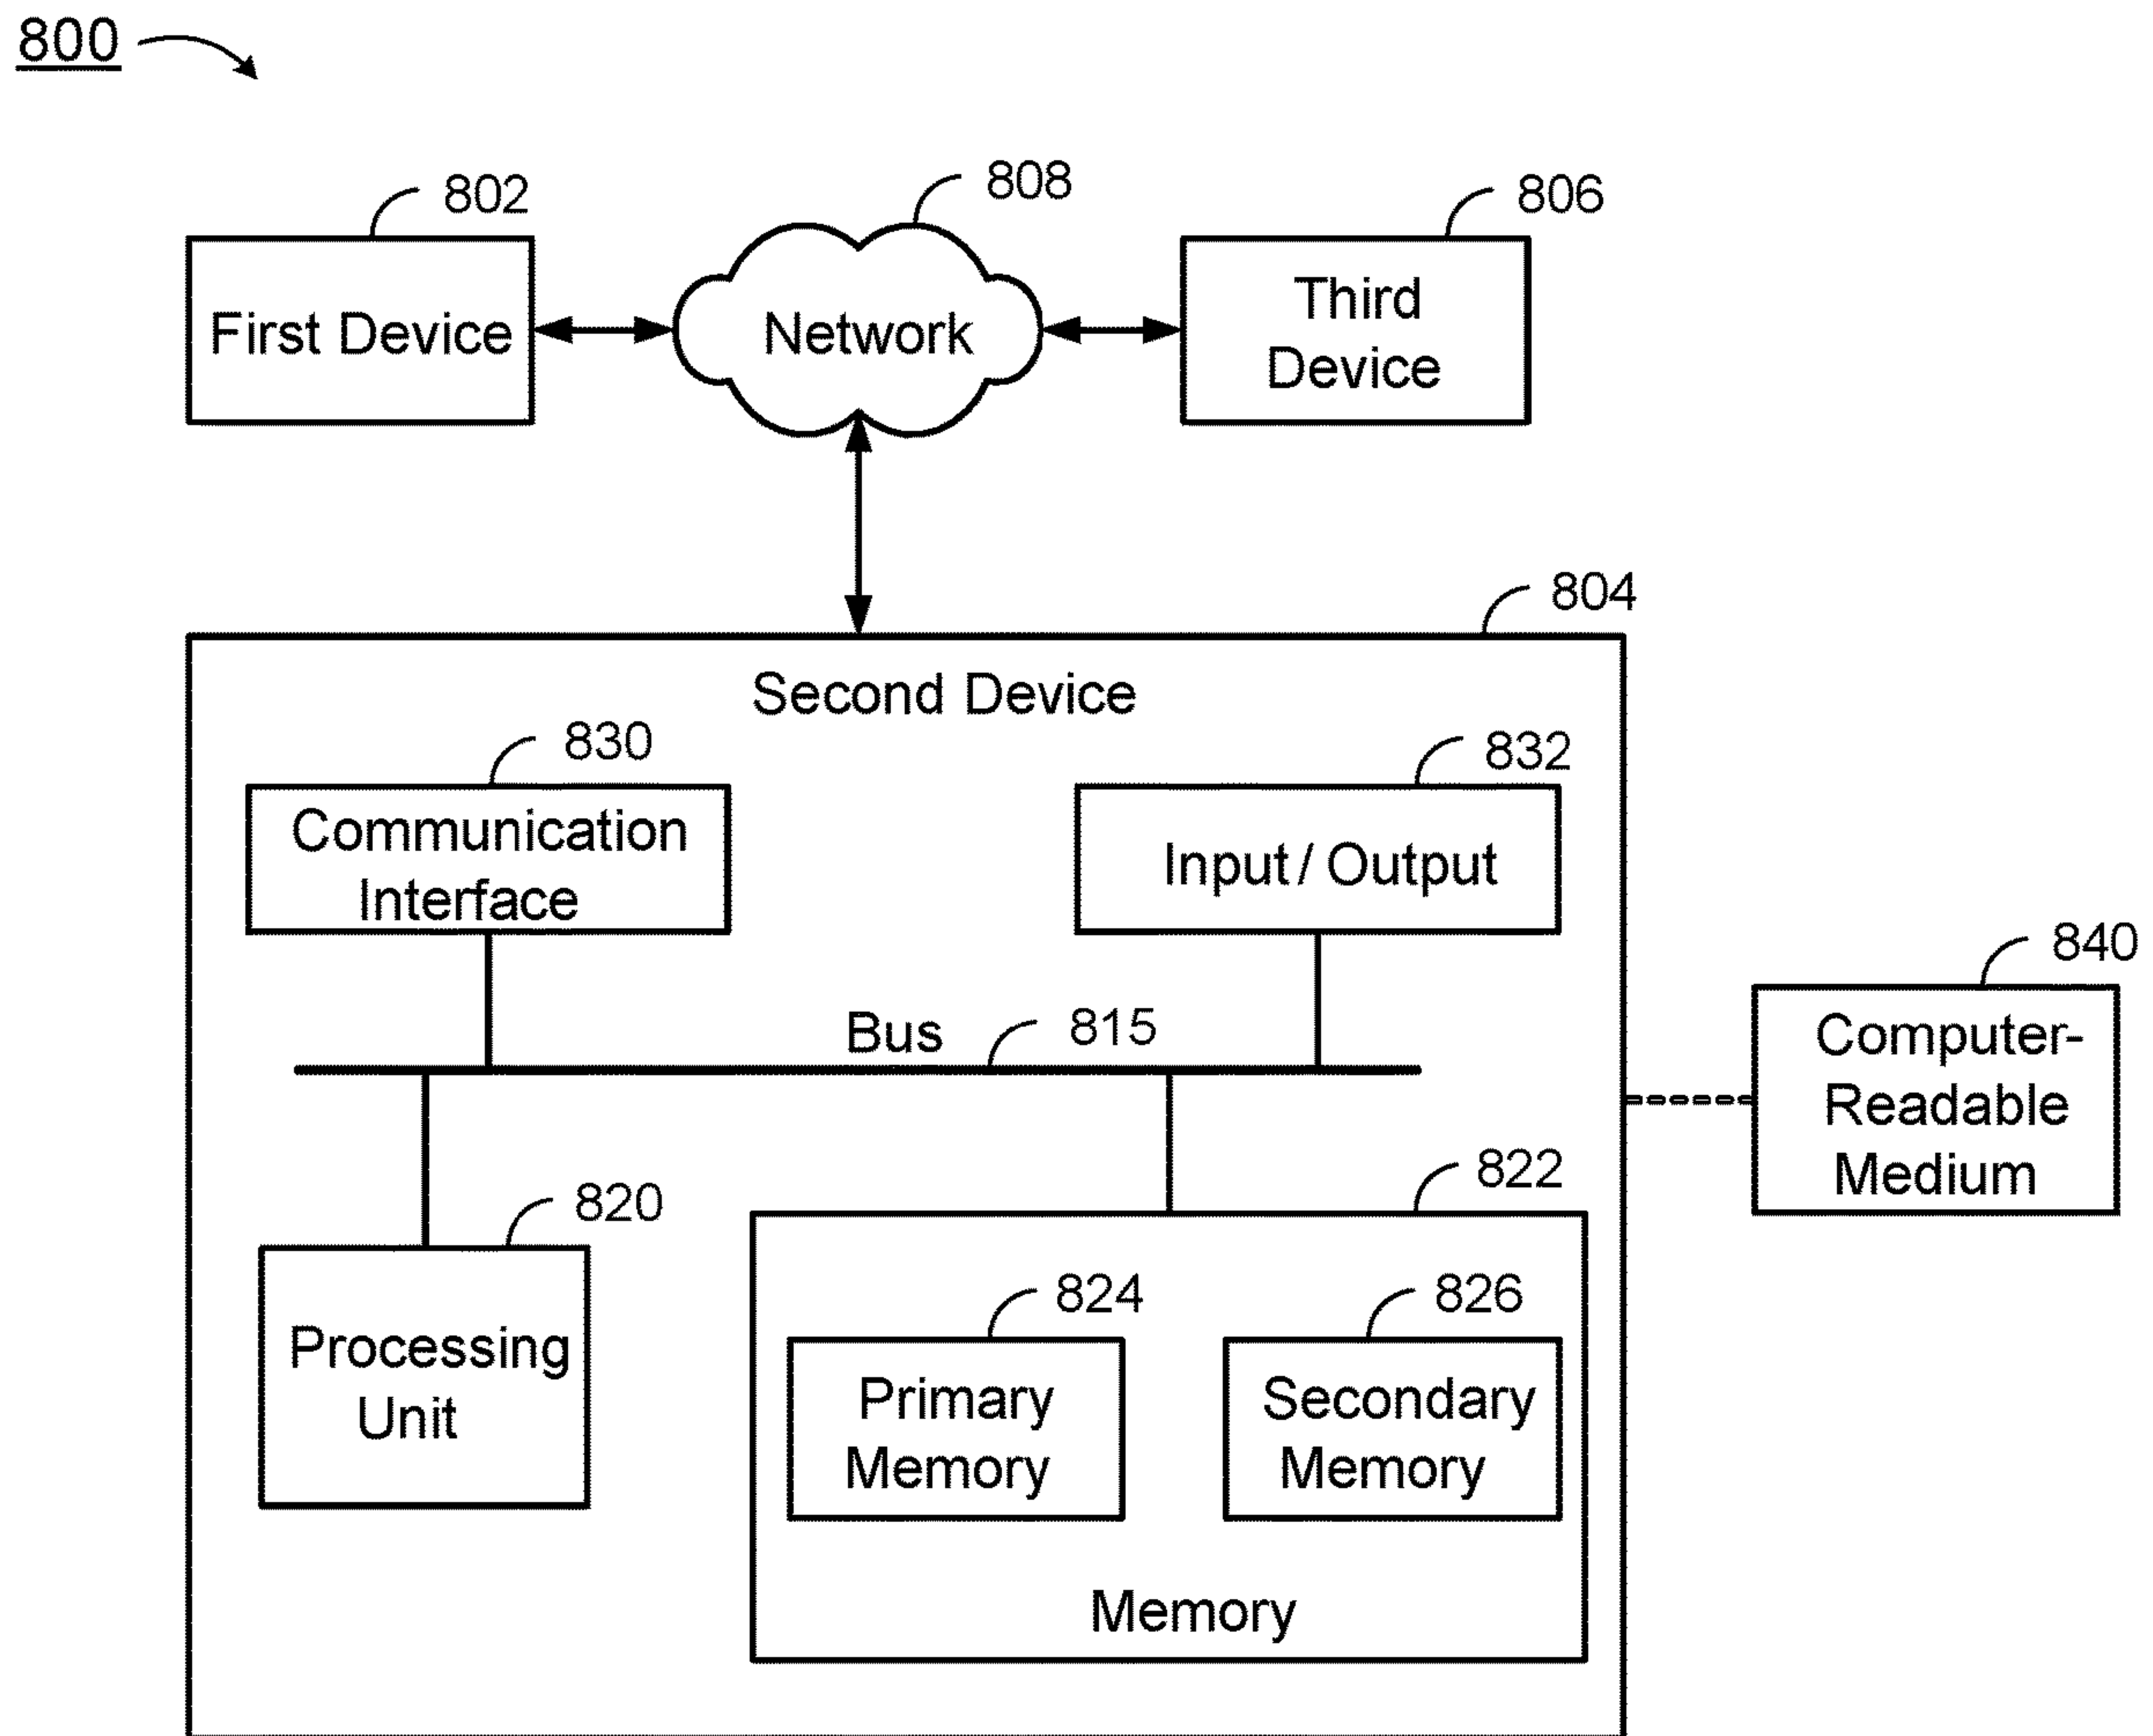 800
802
808
806
First Device
Network
Third
Device
804
Second Device
830
832
Communication
Interface
Input / Output
840
Computer-
Readable
Medium
Bus
815
820
822
Processing
Unit
824
826
Primary
Memory
Secondary
Memory
Memory